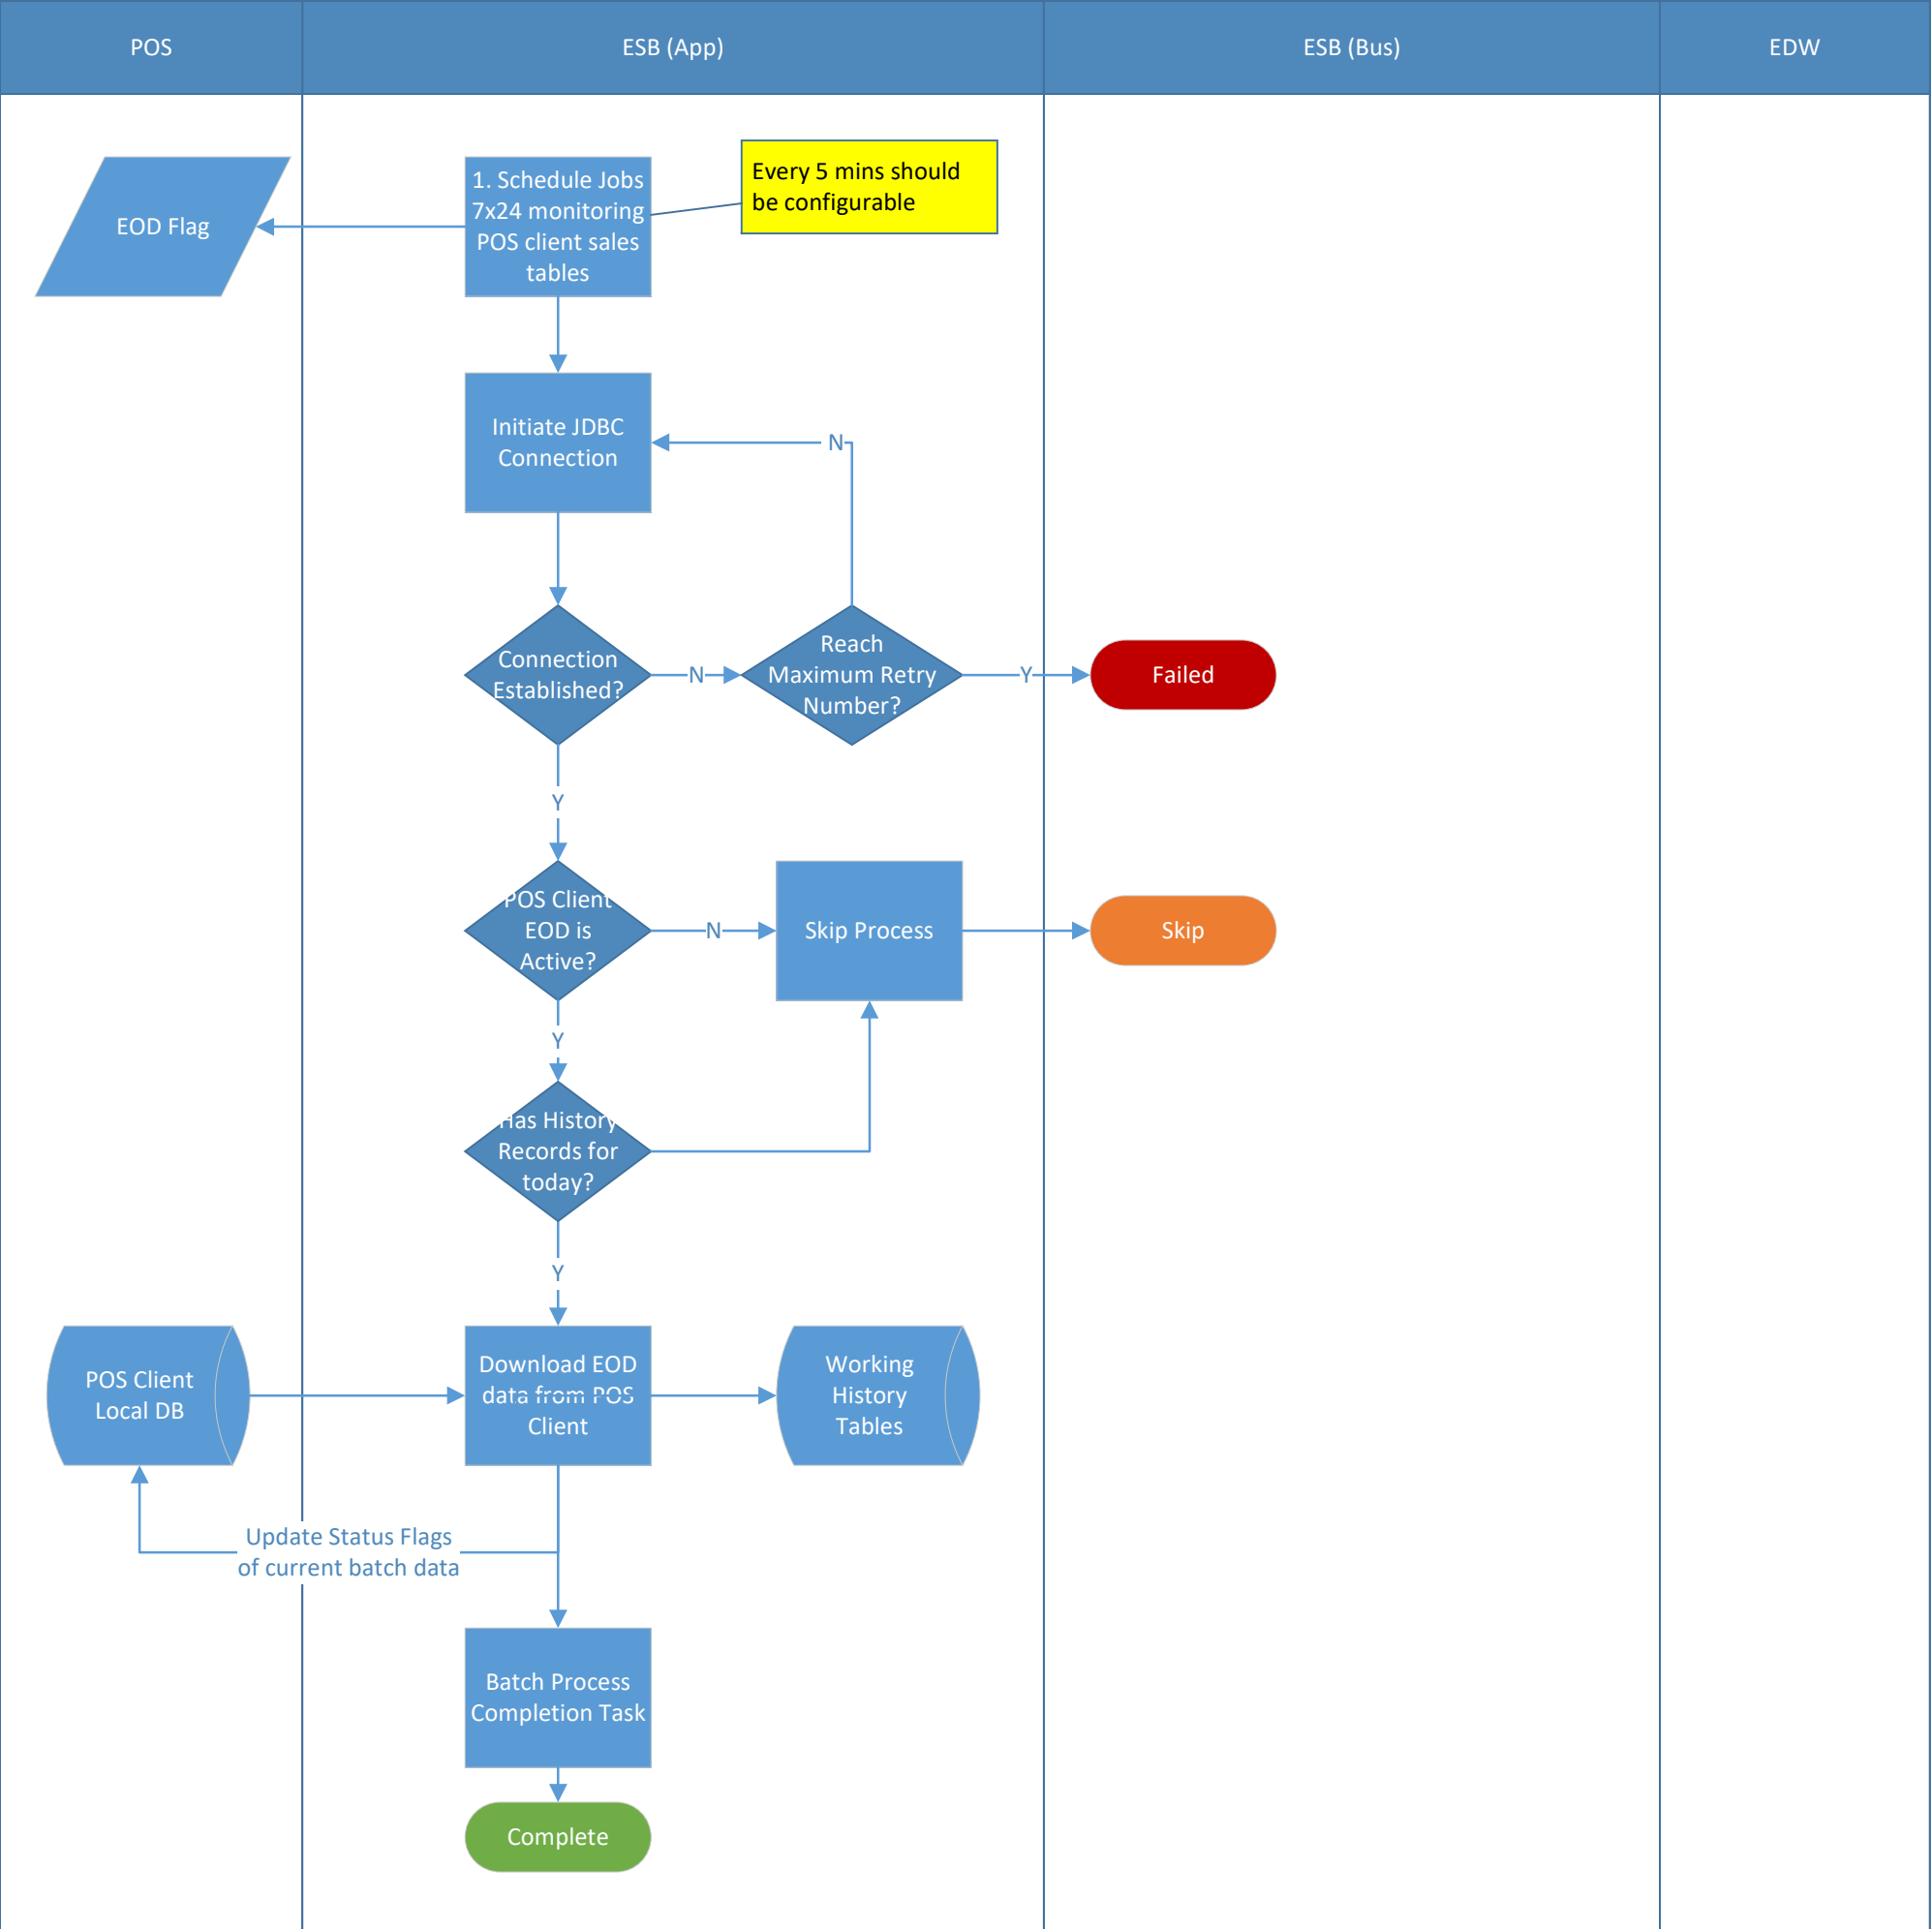 POS
ESB (App)
ESB (Bus)
EDW
EOD Flag
1. Schedule Jobs
7x24 monitoring
POS client sales
tables
Every 5 mins should
be configurable
Initiate JDBC
Connection
N
Connection
Established?
N
Reach
Maximum Retry
Number?
Y
Failed
Y
POS Client
EOD is
Active?
N
Skip Process
Skip
Y
Has History
Records for
today?
Y
POS Client
Local DB
Download EOD
data from POS
Client
Working
History
Tables
Update Status Flags
of current batch data
Batch Process
Completion Task
Complete